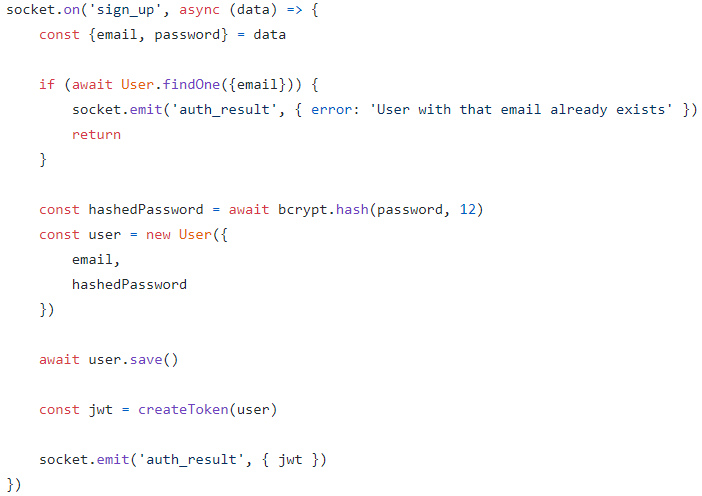 socket.on('sign_up', async (data) => {
    const {email, password} = data

    if (await User.findOne({email})) {
        socket.emit('auth_result', { error: 'User with that email already exists' })
        return
    }

    const hashedPassword = await bcrypt.hash(password, 12)
    const user = new User({
        email,
        hashedPassword
    })

    await user.save()

    const jwt = createToken(user)

    socket.emit('auth_result', { jwt })
})